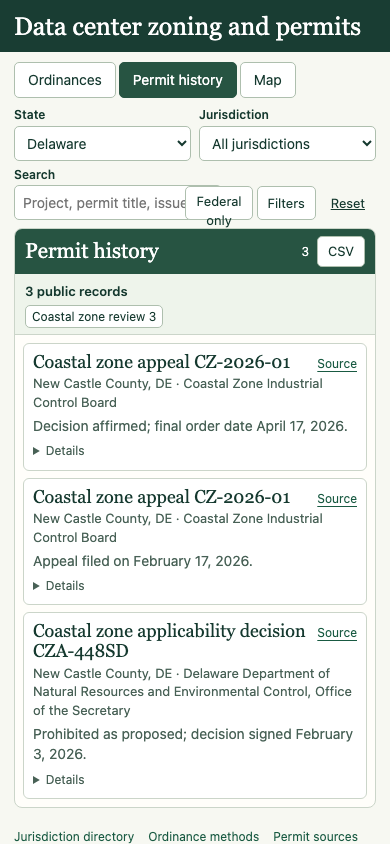 Data center zoning and permits
Ordinances
Permit history
Map
State
Jurisdiction
Delaware
All jurisdictions
Search
Project, permit title, issue
Federal
only
Filters
Reset
Permit history
3
CSV
3 public records
Coastal zone review 3
Coastal zone appeal CZ-2026-01
Source
New Castle County, DE · Coastal Zone Industrial
Control Board
Decision affirmed; final order date April 17, 2026.
Details
Coastal zone appeal CZ-2026-01
Source
New Castle County, DE · Coastal Zone Industrial
Control Board
Appeal filed on February 17, 2026.
Details
Coastal zone applicability decision
CZA-448SD
Source
New Castle County, DE · Delaware Department of
Natural Resources and Environmental Control, Office
of the Secretary
Prohibited as proposed; decision signed February
3, 2026.
Details
Jurisdiction directory
Ordinance methods
Permit sources